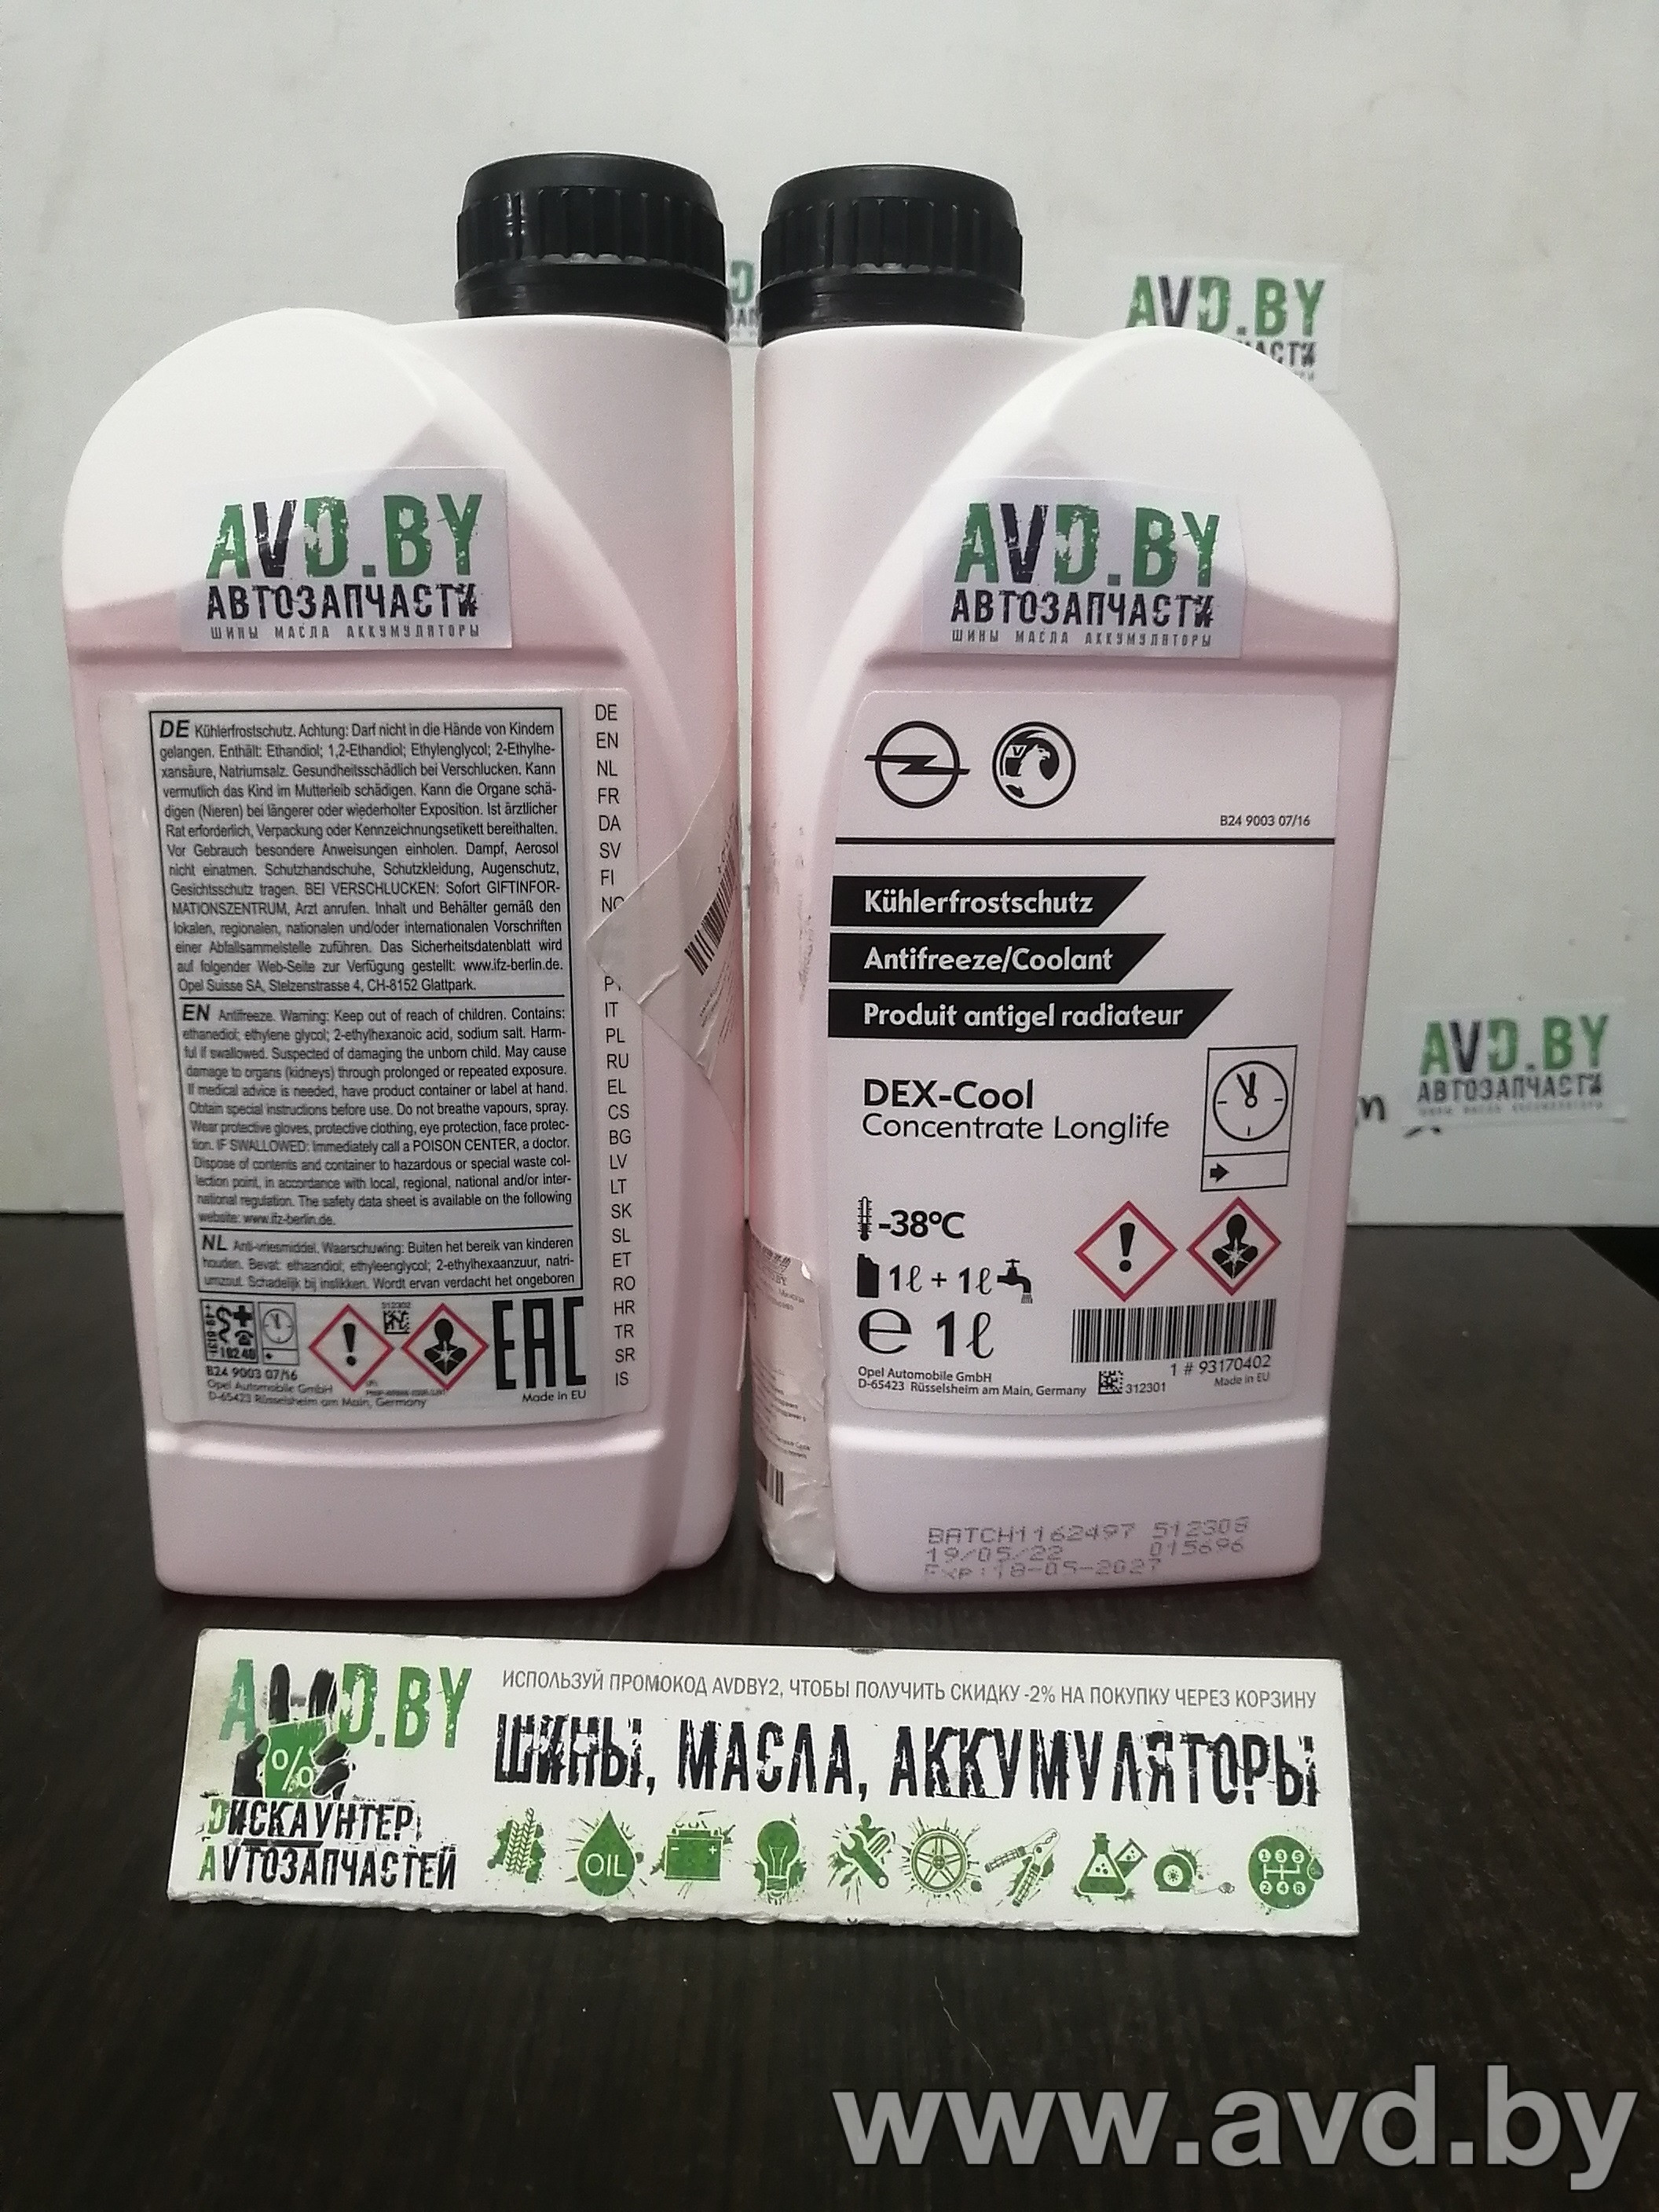 AVD.BY
АСТИ
AVD.BY
АВТОЗАПЧАСТИ
ШИНЫ МАСЛА АККУМУЛЯТОРЫ
DE Kühlerfrostschutz. Achtung: Darf nicht in die Hände von Kindern
gelangen. Enthält: Ethandiol; 1,2-Ethandiol; Ethylenglycol; 2-Ethylhe-
xansäure, Natriumsalz. Gesundheitsschädlich bei Verschlucken. Kann
vermutlich das Kind im Mutterleib schädigen. Kann die Organe schä-
digen (Nieren) bei längerer oder wiederholter Exposition. Ist ärztlicher
Rat erforderlich, Verpackung oder Kennzeichnungsetikett bereithalten.
Vor Gebrauch besondere Anweisungen einholen. Dampf, Aerosol
nicht einatmen. Schutzhandschuhe, Schutzkleidung, Augenschutz,
Gesichtsschutz tragen. BEI VERSCHLUCKEN: Sofort GIFTINFOR-
MATIONSZENTRUM, Arzt anrufen. Inhalt und Behälter gemäß den
lokalen, regionalen, nationalen und/oder internationalen Vorschriften
einer Abfallsammelstelle zuführen. Das Sicherheitsdatenblatt wird
auf folgender Web-Seite zur Verfügung gestellt: www.ifz-berlin.de.
Opel Suisse SA, Stelzenstrasse 4, CH-8152 Glattpark.
EN Antifreeze. Warning: Keep out of reach of children. Contains:
ethanediol; ethylene glycol; 2-ethylhexanoic acid, sodium salt. Harm-
ful if swallowed. Suspected of damaging the unborn child. May cause
damage to organs (kidneys) through prolonged or repeated exposure.
If medical advice is needed, have product container or label at hand.
Obtain special instructions before use. Do not breathe vapours, spray.
Wear protective gloves, protective clothing, eye protection, face protec-
tion. IF SWALLOWED: Immediately call a POISON CENTER, a doctor.
Dispose of contents and container to hazardous or special waste col-
lection point, in accordance with local, regional, national and/or inter-
national regulation. The safety data sheet is available on the following
website: www.ifz-berlin.de.
NL Anti-vriesmiddel. Waarschuwing: Buiten het bereik van kinderen
houden. Bevat: ethaandiol; ethyleenglycol; 2-ethylhexaanzuur, natri-
umzout. Schadelijk bij inslikken. Wordt ervan verdacht het ongeboren
312302
EAC
B24 9003 07/16
Opel Automobile GmbH
D-65423 Rüsselsheim am Main, Germany
Made in EU
DE
EN
NL
FR
DA
SV
FI
NO
PT
IT
PL
RU
EL
CS
BG
LV
LT
SK
SL
ET
RO
HR
TR
SR
IS
AVD.BY
АВТОЗАПЧАСТИ
ШИНЫ МАСЛА АККУМУЛЯТОРЫ
B24 9003 07/16
Kühlerfrostschutz
Antifreeze/Coolant
Produit antigel radiateur
DEX-Cool
Concentrate Longlife
-38°C
1ℓ + 1ℓ
e 1ℓ
1 # 93170402
Opel Automobile GmbH
D-65423 Rüsselsheim am Main, Germany
312301
Made in EU
BATCH1162497 512308
19/05/22 015696
Exp:18-05-2027
AVD.BY
АВТОЗАПЧАСТИ
AVD.BY
%
DИСКАУНТЕР
АVТОЗАПЧАСТЕЙ
ИСПОЛЬЗУЙ ПРОМОКОД AVDBY2, ЧТОБЫ ПОЛУЧИТЬ СКИДКУ -2% НА ПОКУПКУ ЧЕРЕЗ КОРЗИНУ
ШИНЫ, МАСЛА, АККУМУЛЯТОРЫ
OIL
1 3 5
2 4 R
www.avd.by